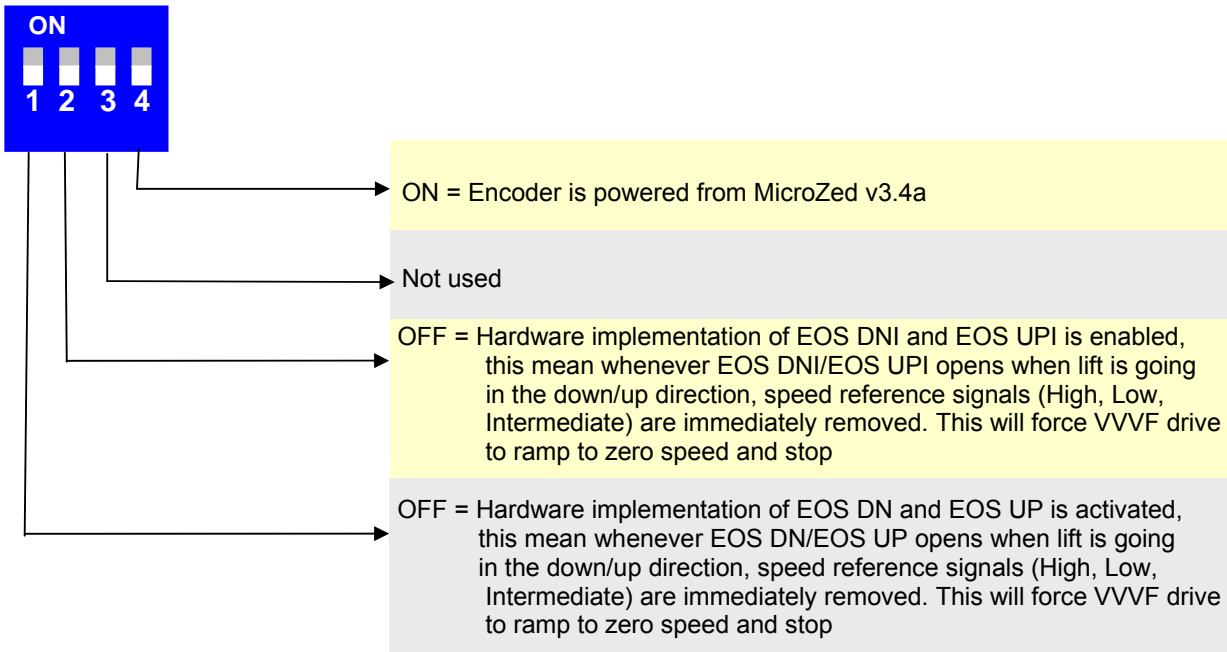 ON
1 2 3 4
ON = Encoder is powered from MicroZed v3.4a
Not used
OFF = Hardware implementation of EOS DNI and EOS UPI is enabled,
this mean whenever EOS DNI/EOS UPI opens when lift is going
in the down/up direction, speed reference signals (High, Low,
Intermediate) are immediately removed. This will force VVVF drive
to ramp to zero speed and stop
OFF = Hardware implementation of EOS DN and EOS UP is activated,
this mean whenever EOS DN/EOS UP opens when lift is going
in the down/up direction, speed reference signals (High, Low,
Intermediate) are immediately removed. This will force VVVF drive
to ramp to zero speed and stop